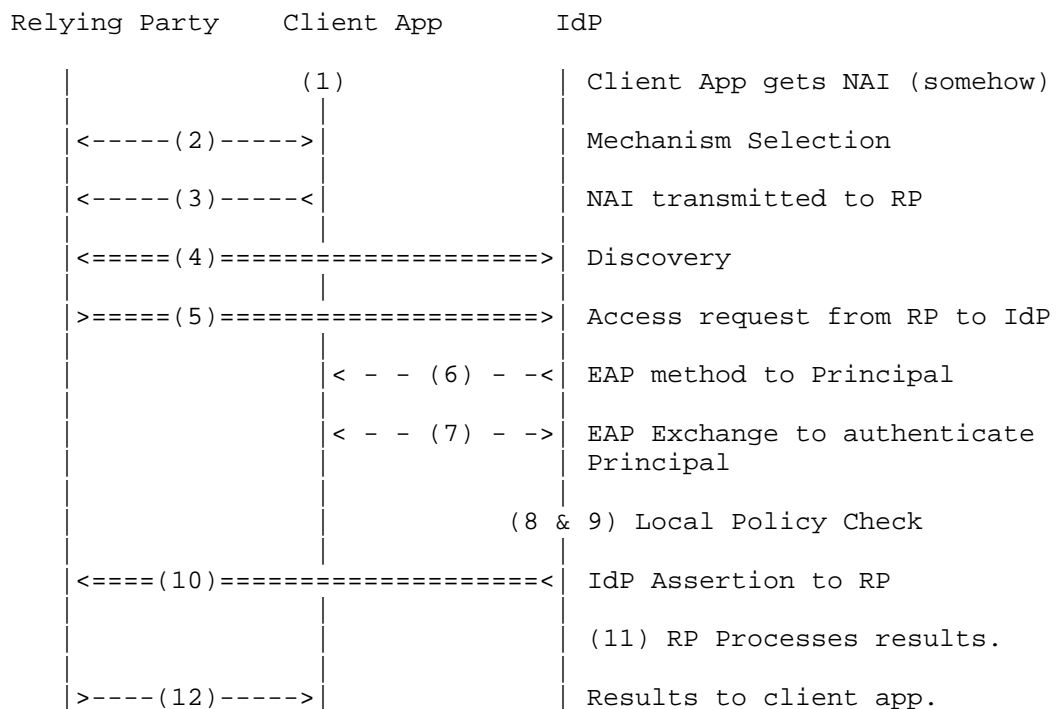 Relying Party    Client App       IdP
(1)    Client App gets NAI (somehow)
<-----(2)----->    Mechanism Selection
<-----(3)-----<    NAI transmitted to RP
<=====(4)====================>    Discovery
>=====(5)====================>    Access request from RP to IdP
< - - (6) - -<    EAP method to Principal
< - - (7) - ->    EAP Exchange to authenticate
Principal
(8 & 9) Local Policy Check
<====(10)====================<    IdP Assertion to RP
(11) RP Processes results.
>----(12)----->    Results to client app.